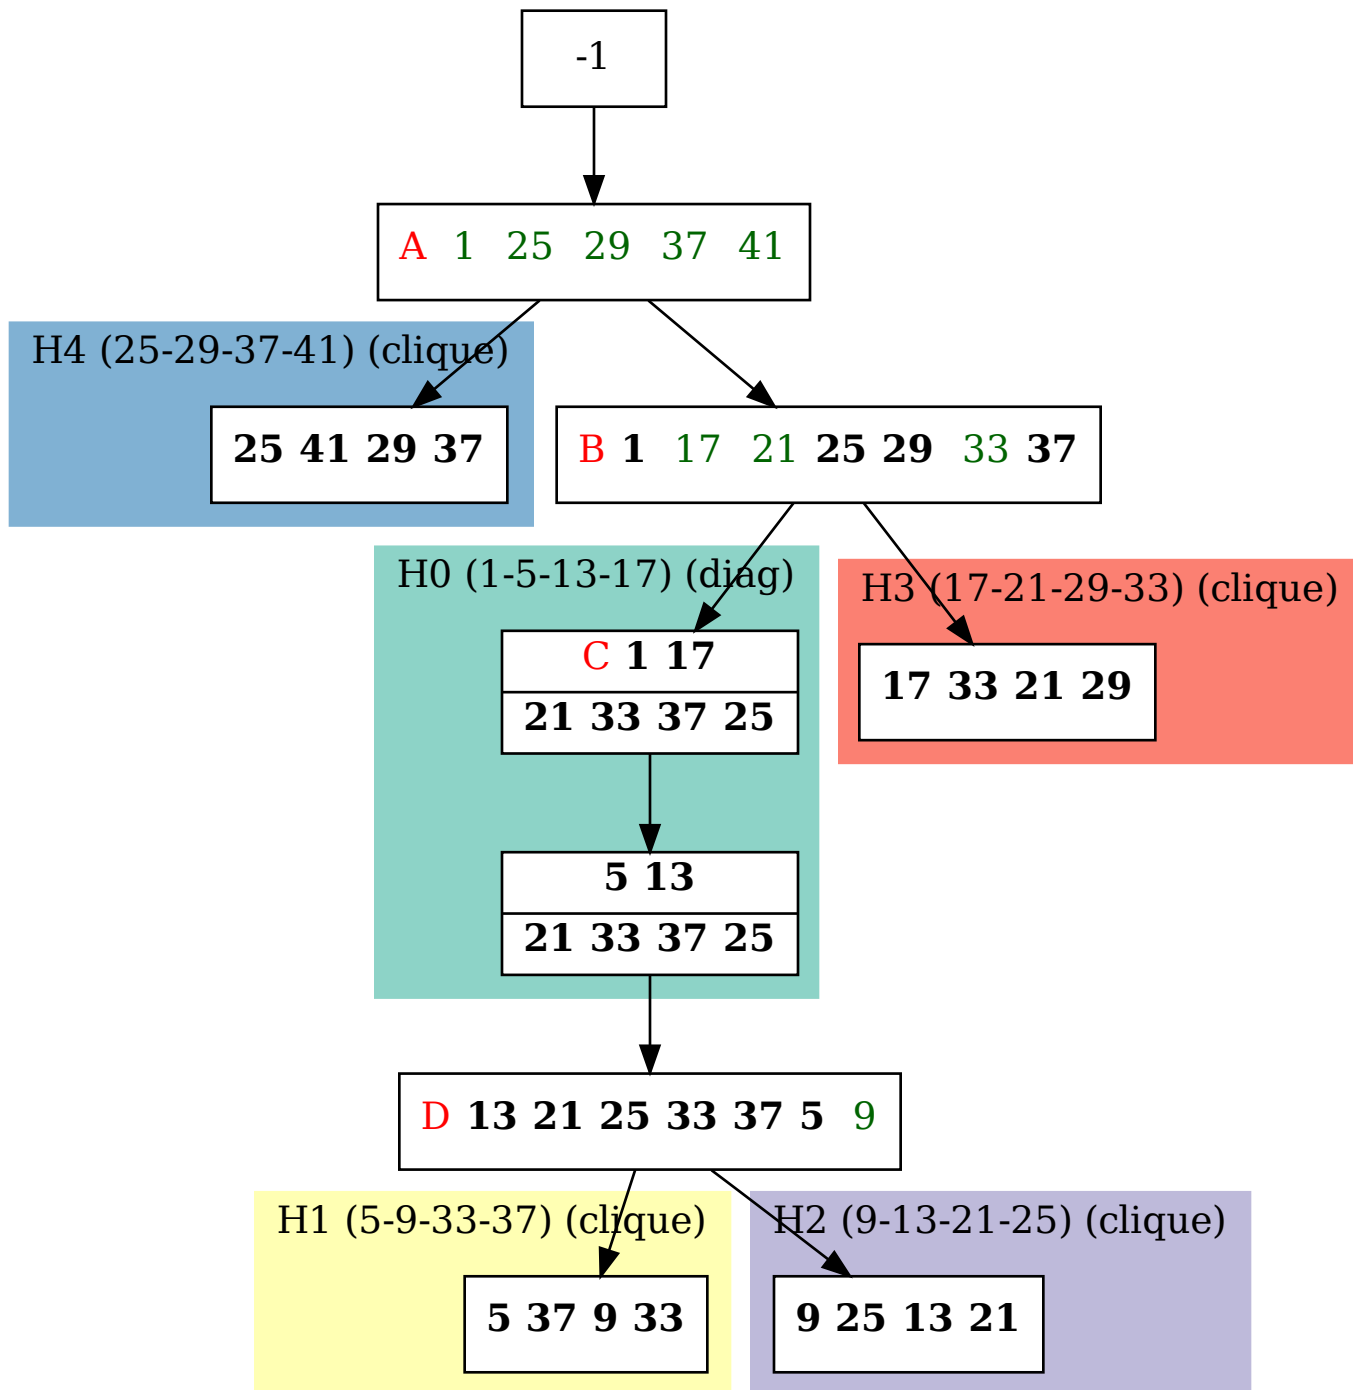 -1
A 1 25 29 37 41
H4 (25-29-37-41) (clique)
25 41 29 37
B 1 17 21 25 29 33 37
H0 (1-5-13-17) (diag)
H3 (17-21-29-33) (clique)
C 1 17
21 33 37 25
17 33 21 29
5 13
21 33 37 25
D 13 21 25 33 37 5 9
H1 (5-9-33-37) (clique)
H2 (9-13-21-25) (clique)
5 37 9 33
9 25 13 21